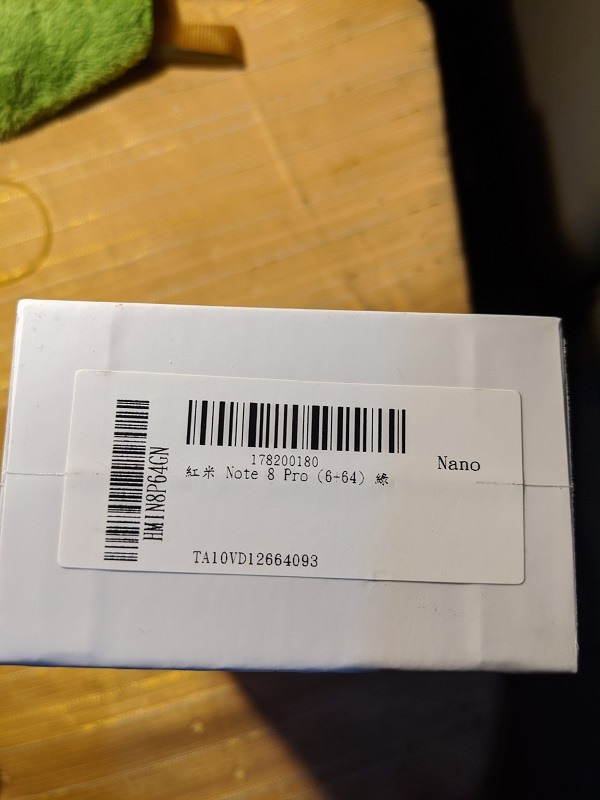 178200180
紅米 Note 8 Pro (6+64) 綠
Nano
HM1N8P64GN
TA10VD12664093